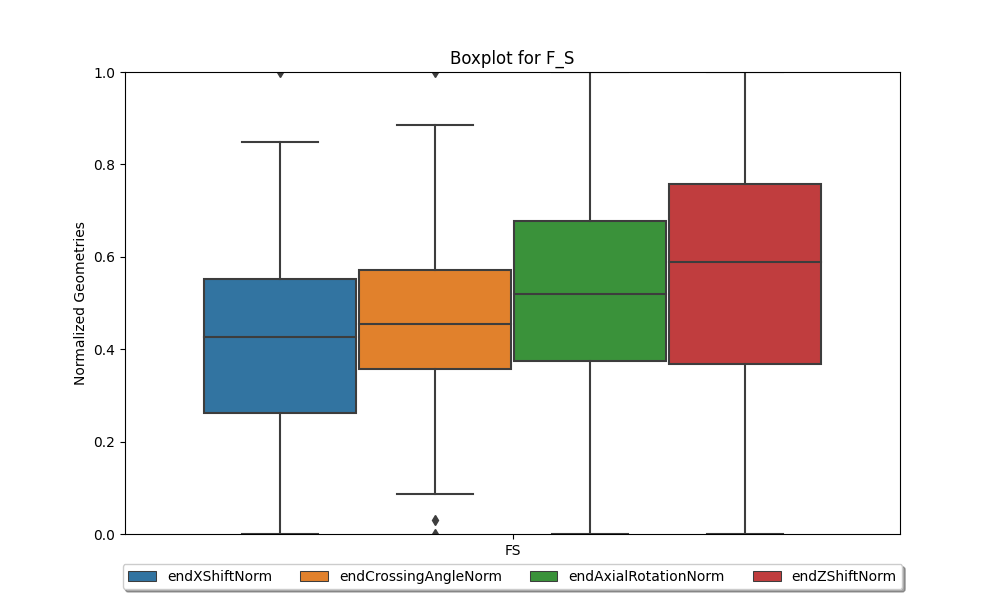 Boxplot for F_S
1.0
0.8
0.6
0.4
0.2
0.0
Normalized Geometries
FS
endXShiftNorm endCrossingAngleNorm endAxialRotationNorm endZShiftNorm